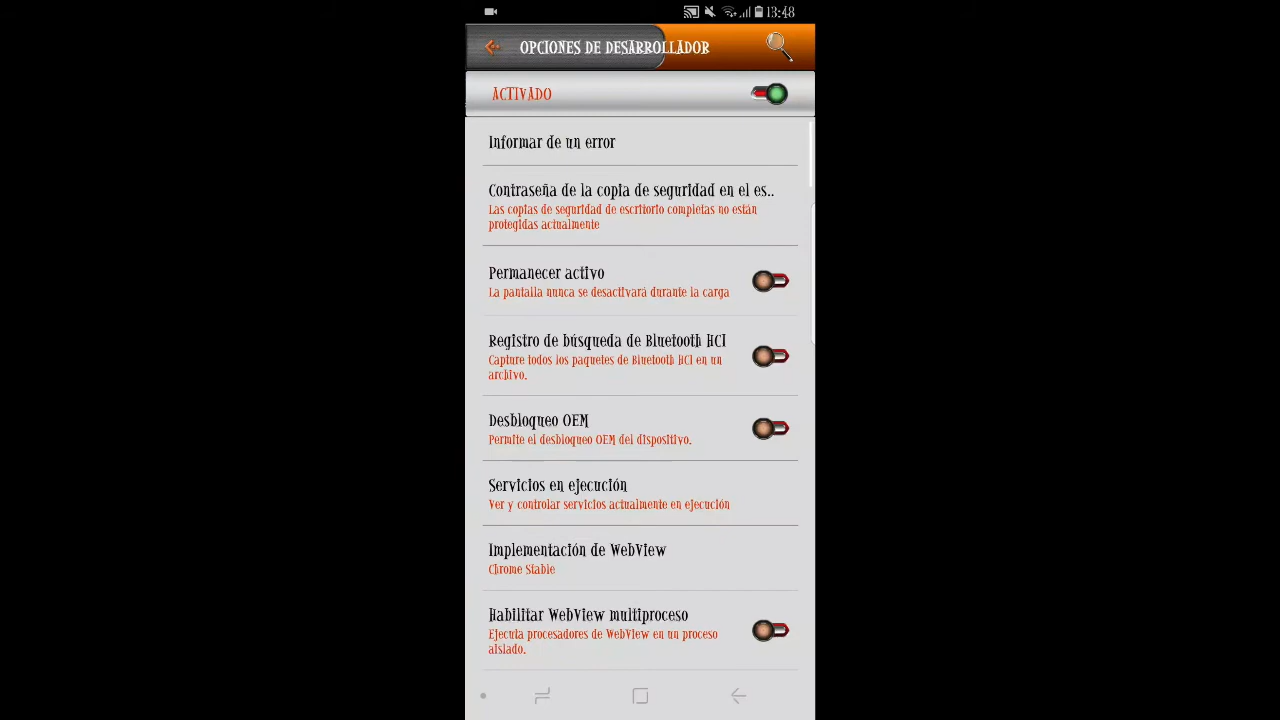 13:48
OPCIONES DE DESARROLLADOR
ACTIVADO
Informar de un error
Contraseña de la copia de seguridad en el es..
Las copias de seguridad de escritorio completas no están
protegidas actualmente
Permanecer activo
La pantalla nunca se desactivará durante la carga
Registro de búsqueda de Bluetooth HCI
Capture todos los paquetes de Bluetooth HCI en un
archivo.
Desbloqueo OEM
Permite el desbloqueo OEM del dispositivo.
Servicios en ejecución
Ver y controlar servicios actualmente en ejecución
Implementación de WebView
Chrome Stable
Habilitar WebView multiproceso
Ejecuta procesadores de WebView en un proceso
aislado.